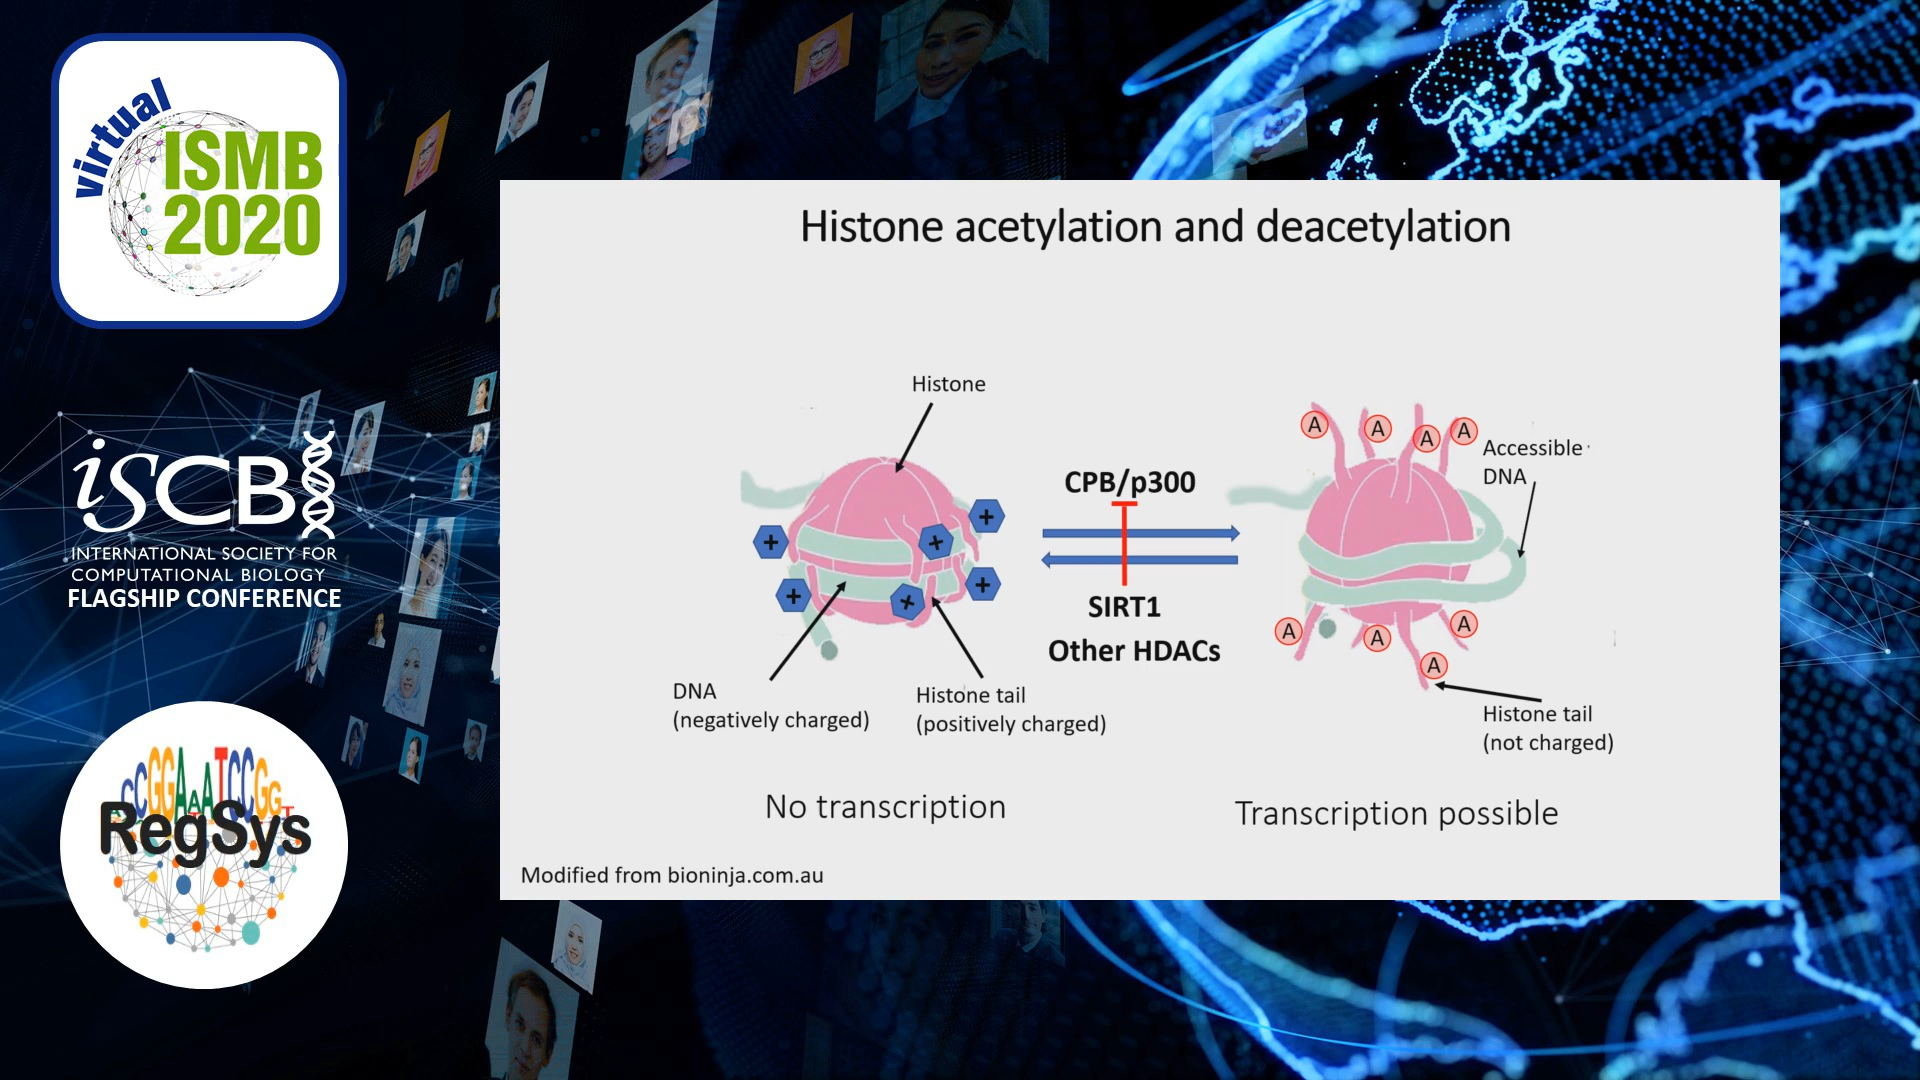 virtual
ISMB
2020
iSCB
INTERNATIONAL SOCIETY FOR
COMPUTATIONAL BIOLOGY
FLAGSHIP CONFERENCE
ACCGGAAATCCGGT
RegSys
Histone acetylation and deacetylation
Histone
+
+
+
+
+
+
DNA
(negatively charged)
Histone tail
(positively charged)
No transcription
CPB/p300
SIRT1
Other HDACs
A
A
A
A
Accessible
DNA
A
A
A
A
Histone tail
(not charged)
Transcription possible
Modified from bioninja.com.au